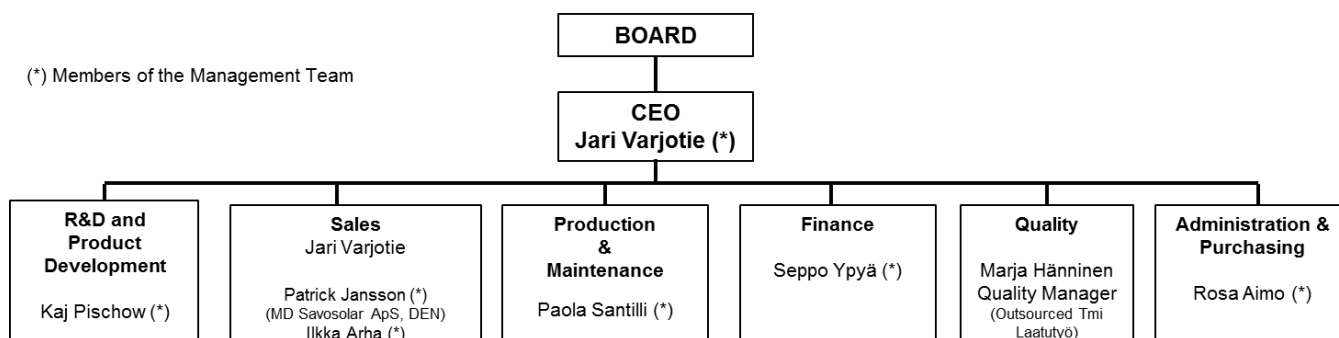 BOARD
(*) Members of the Management Team
CEO
Jari Varjotie (*)
R&D and
Product
Development
Kaj Pischow (*)
Sales
Jari Varjotie
Patrick Jansson (*)
(MD Savosolar ApS, DEN)
Ilkka Arha (*)
Production
&
Maintenance
Paola Santilli (*)
Finance
Seppo Ypyä (*)
Quality
Marja Hänninen
Quality Manager
(Outsourced Tmi
Laatutyö)
Administration &
Purchasing
Rosa Aimo (*)